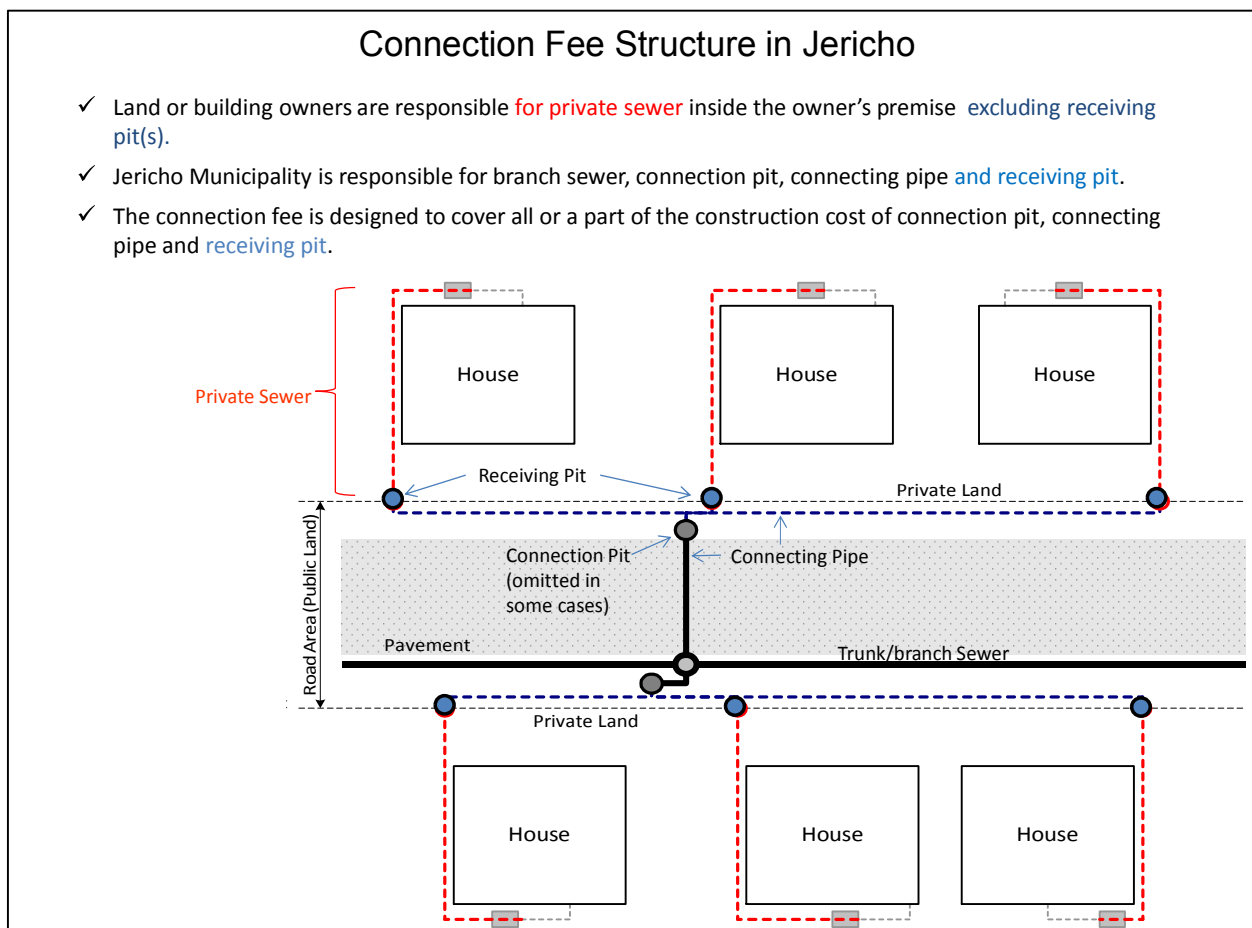 Connection Fee Structure in Jericho
✓ Land or building owners are responsible for private sewer inside the owner's premise excluding receiving
pit(s).
✓ Jericho Municipality is responsible for branch sewer, connection pit, connecting pipe and receiving pit.
✓ The connection fee is designed to cover all or a part of the construction cost of connection pit, connecting
pipe and receiving pit.
House
House
House
Private Sewer
Receiving Pit
Private Land
Road Area (Public Land)
Connection Pit
(omitted in
some cases)
Connecting Pipe
Pavement
Trunk/branch Sewer
Private Land
House
House
House